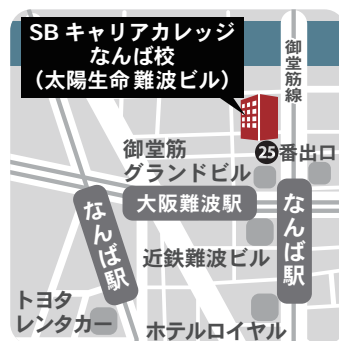 SB キャリアカレッジ
なんば校
(太陽生命 難波ビル)
御堂筋線
25番出口
御堂筋
グランドビル
大阪難波駅
なんば駅
なんば駅
近鉄難波ビル
トヨタ
レンタカー
ホテルロイヤル